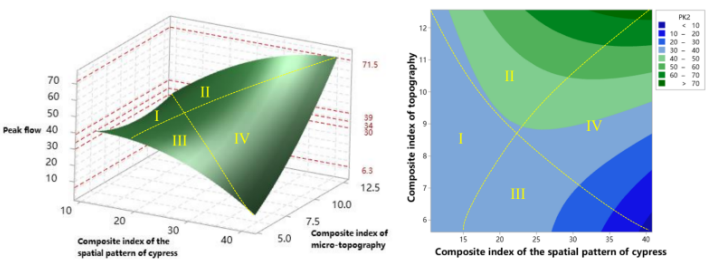 70
60
50
40
30
20
10
Peak flow
I
II
III
IV
71.5
39
34
30
6.3
10
20
30
40
5.0
7.5
10.0
12.5
Composite index of the
spatial pattern of cypress
Composite index of
micro-topography
Composite index of topography
12
11
10
9
8
7
6
I
II
III
IV
15
20
25
30
35
40
Composite index of the spatial pattern of cypress
PK2
< 10
10 – 20
20 – 30
30 – 40
40 – 50
50 – 60
60 – 70
> 70